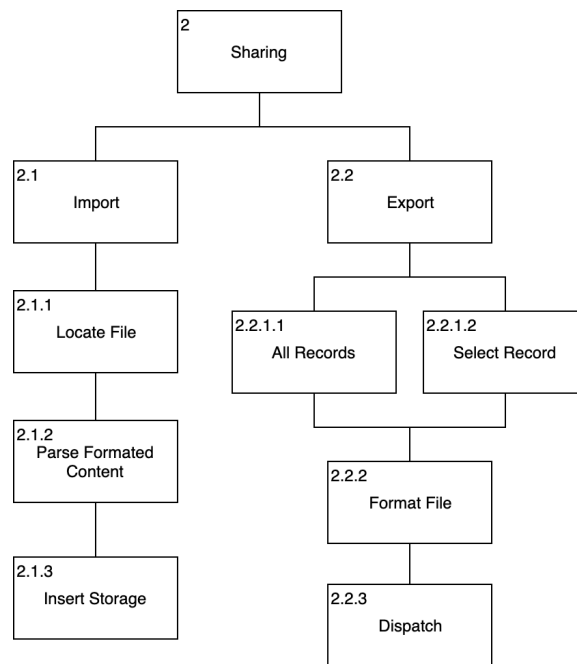 2
Sharing
2.1
Import
2.2
Export
2.1.1
Locate File
2.2.1.1
All Records
2.2.1.2
Select Record
2.1.2
Parse Formated
Content
2.2.2
Format File
2.1.3
Insert Storage
2.2.3
Dispatch